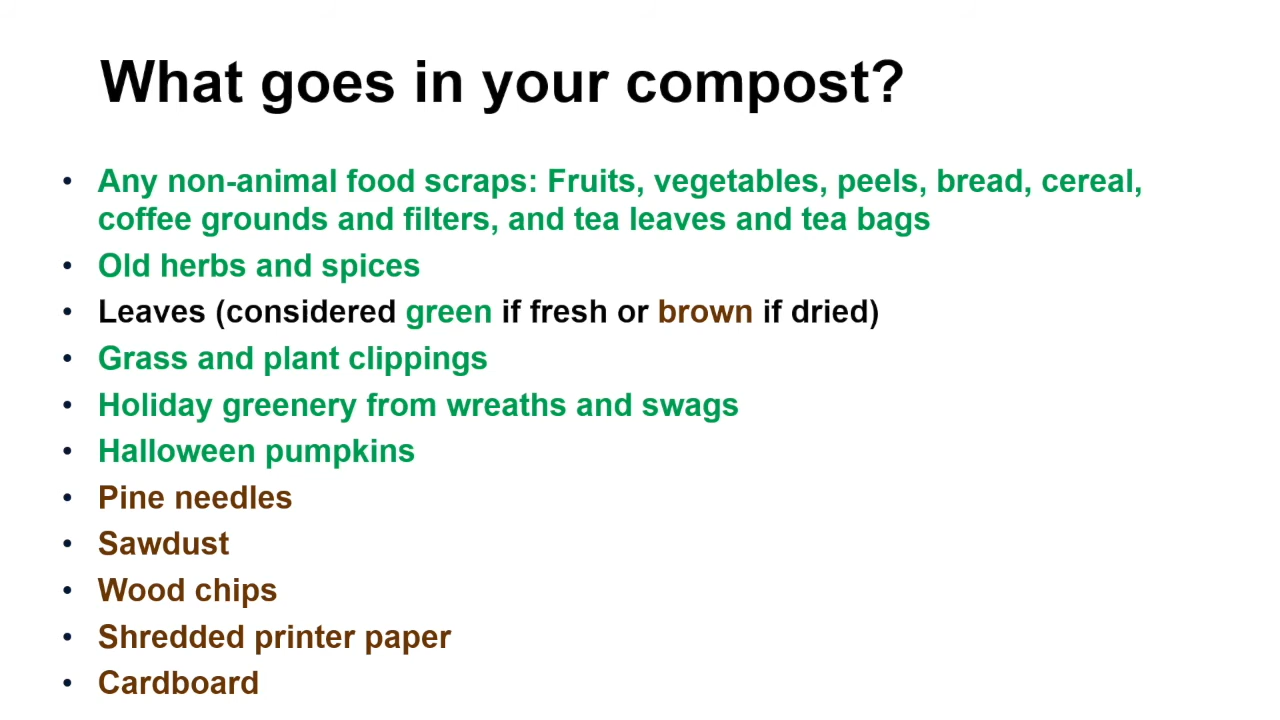 What goes in your compost?
• Any non-animal food scraps: Fruits, vegetables, peels, bread, cereal,
coffee grounds and filters, and tea leaves and tea bags
• Old herbs and spices
• Leaves (considered green if fresh or brown if dried)
• Grass and plant clippings
• Holiday greenery from wreaths and swags
• Halloween pumpkins
• Pine needles
• Sawdust
• Wood chips
• Shredded printer paper
• Cardboard